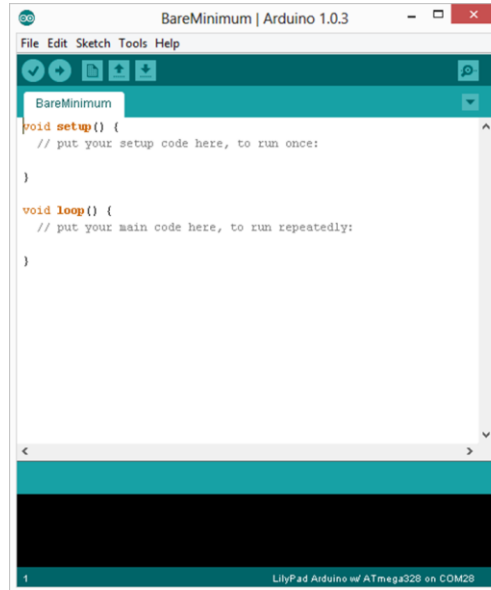 BareMinimum | Arduino 1.0.3
File Edit Sketch Tools Help
BareMinimum
void setup() {
  // put your setup code here, to run once:
}
void loop() {
  // put your main code here, to run repeatedly:
}
1 LilyPad Arduino w/ ATmega328 on COM28